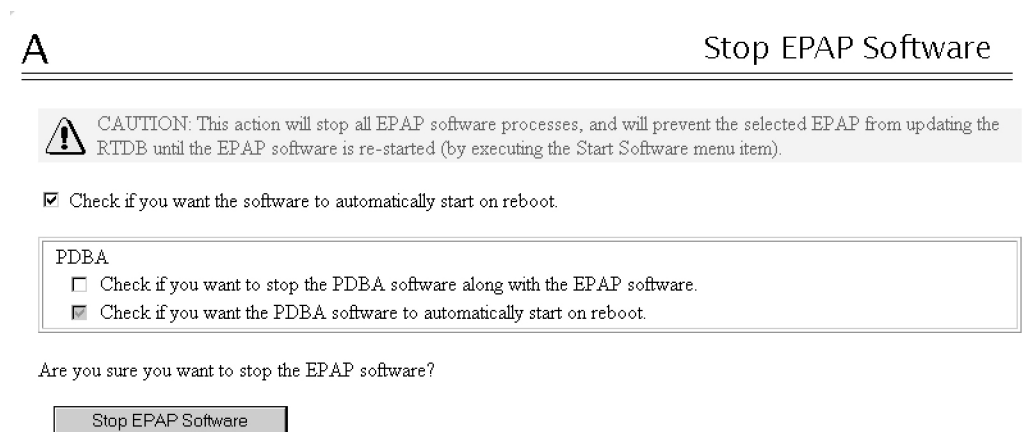 A
Stop EPAP Software
CAUTION: This action will stop all EPAP software processes, and will prevent the selected EPAP from updating the
RTDB until the EPAP software is re-started (by executing the Start Software menu item).
Check if you want the software to automatically start on reboot.
PDBA
Check if you want to stop the PDBA software along with the EPAP software.
Check if you want the PDBA software to automatically start on reboot.
Are you sure you want to stop the EPAP software?
Stop EPAP Software